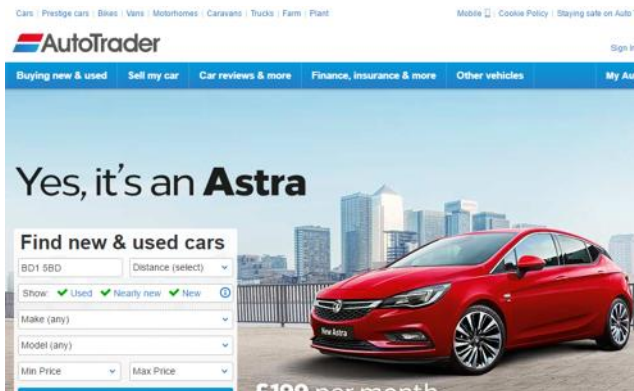 Cars | Prestige cars | Bikes | Vans | Motorhomes | Caravans | Trucks | Farm | Plant
Mobile | Cookie Policy | Staying safe on Auto
AutoTrader
Sign I
Buying new & used Sell my car Car reviews & more Finance, insurance & more Other vehicles My Au
Yes, it's an Astra
Find new & used cars
BD1 5BD Distance (select)
Show: Used Nearly new New
Make (any)
Model (any)
Min Price Max Price
New Astra
£199 per month